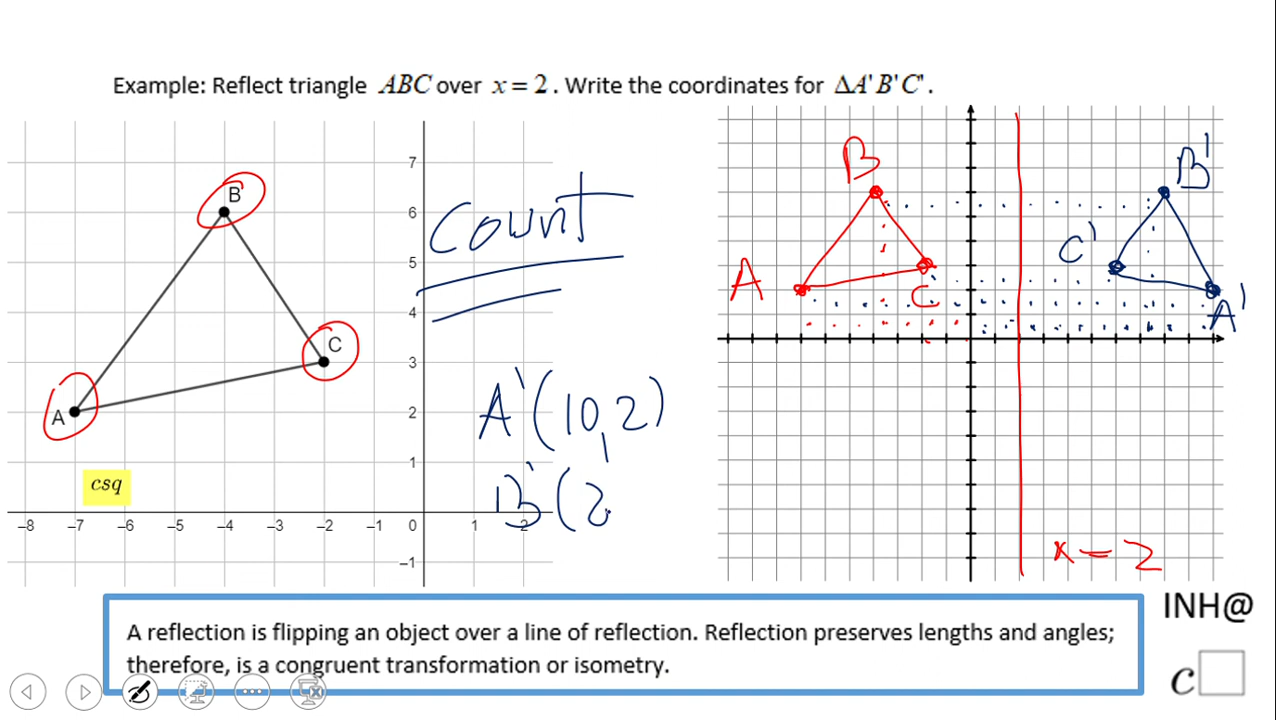 Example: Reflect triangle ABC over x = 2. Write the coordinates for ΔA'B'C'.
7
6
5
4
3
2
1
-8 -7 -6 -5 -4 -3 -2 -1 0 1 2
-1
B
C
A
csq
Count
A'(10,2)
B'(2
B
A
C
B'
C'
A'
x = 2
A reflection is flipping an object over a line of reflection. Reflection preserves lengths and angles;
therefore, is a congruent transformation or isometry.
INH@
c